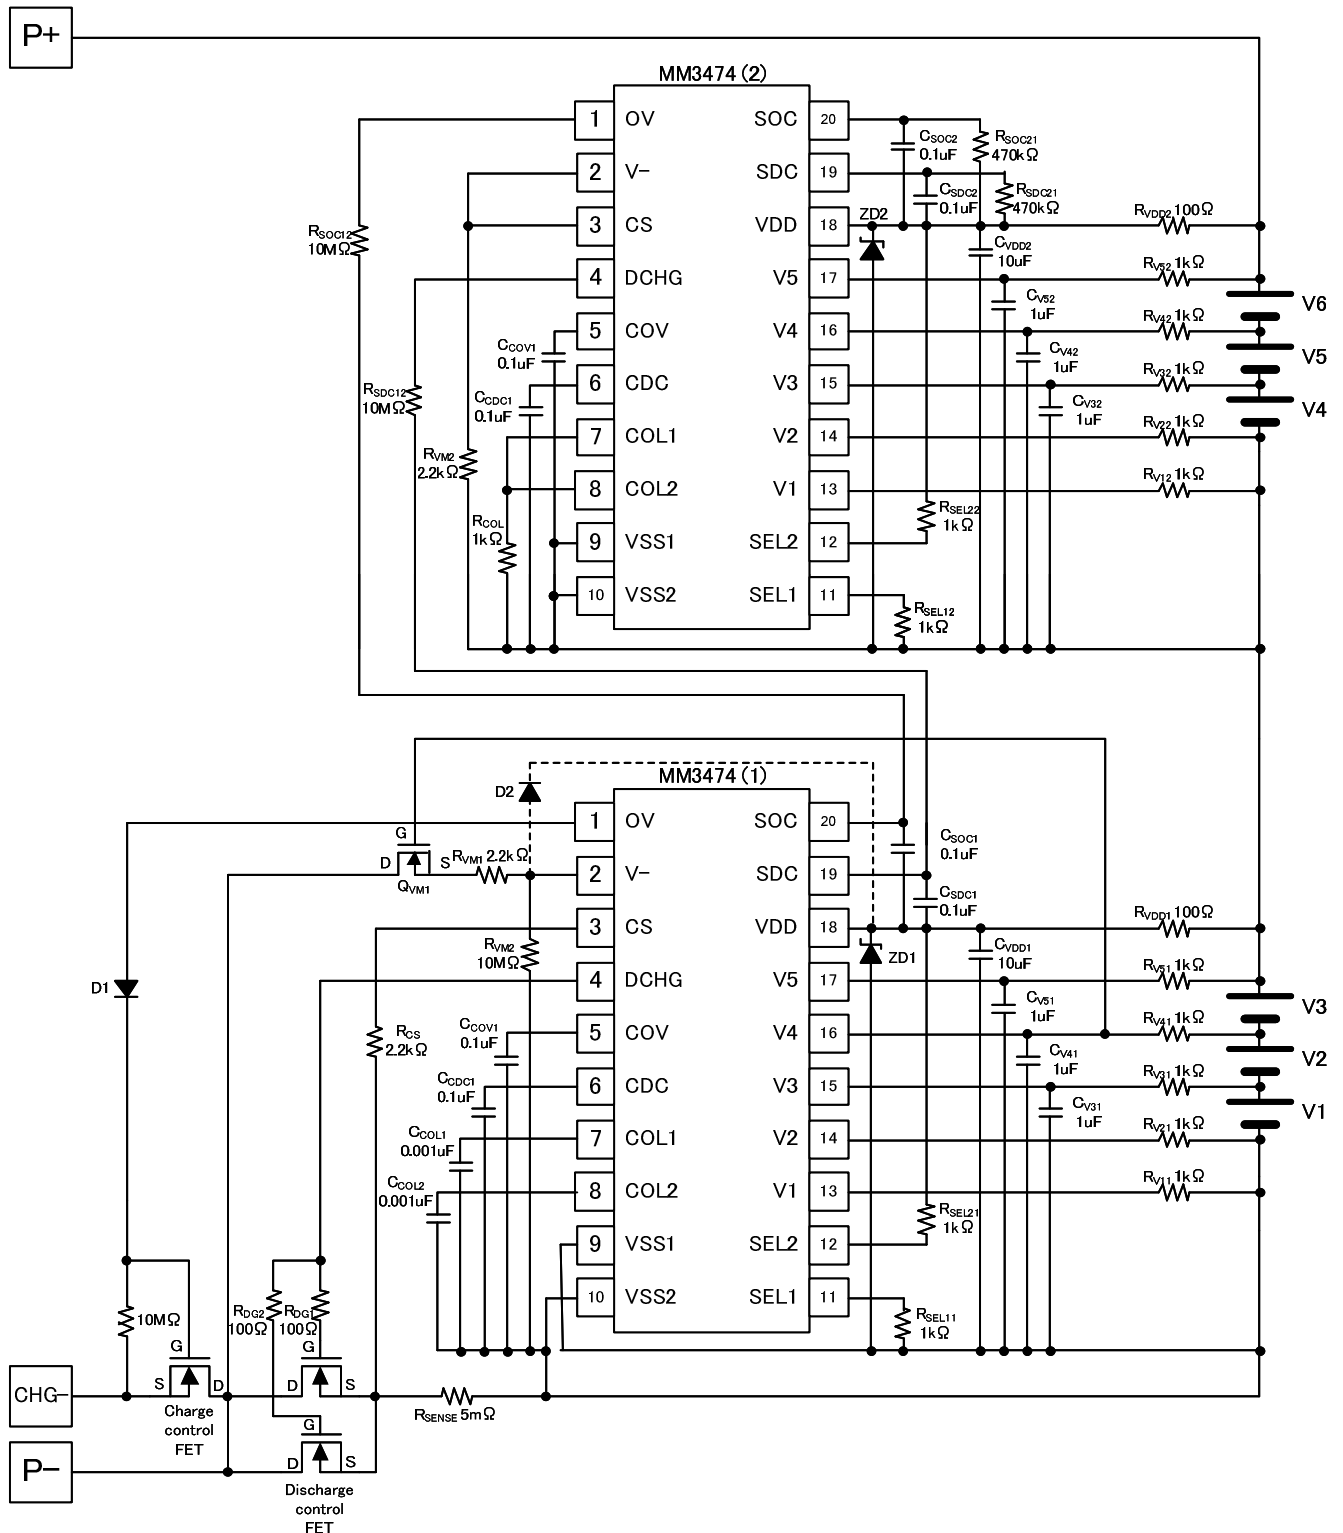 P+
MM3474(2)
1 OV
2 V-
3 CS
4 DCHG
5 COV
6 CDC
7 COL1
8 COL2
9 VSS1
10 VSS2
SOC 20
SDC 19
VDD 18
V5 17
V4 16
V3 15
V2 14
V1 13
SEL2 12
SEL1 11
RSOC12
10MΩ
RSDC12
10MΩ
RVM2
2.2kΩ
CCOV1
0.1uF
CCDC1
0.1uF
RCOL
1kΩ
CSOC2
0.1uF
RSOC21
470kΩ
CSDC2
0.1uF
RSDC21
470kΩ
ZD2
CVDD2
10uF
CV52
1uF
CV42
1uF
CV32
1uF
RSEL22
1kΩ
RSEL12
1kΩ
RVDD2 100Ω
RV52 1kΩ
RV42 1kΩ
RV32 1kΩ
RV22 1kΩ
RV12 1kΩ
V6
V5
V4
MM3474(1)
1 OV
2 V-
3 CS
4 DCHG
5 COV
6 CDC
7 COL1
8 COL2
9 VSS1
10 VSS2
SOC 20
SDC 19
VDD 18
V5 17
V4 16
V3 15
V2 14
V1 13
SEL2 12
SEL1 11
D2
G
D
S
QVM1
RVM1 2.2kΩ
RVM2
10MΩ
D1
RCS
2.2kΩ
CCOV1
0.1uF
CCDC1
0.1uF
CCOL1
0.001uF
CCOL2
0.001uF
CSOC1
0.1uF
CSDC1
0.1uF
ZD1
CVDD1
10uF
CV51
1uF
CV41
1uF
CV31
1uF
RSEL21
1kΩ
RSEL11
1kΩ
RVDD1 100Ω
RV51 1kΩ
RV41 1kΩ
RV31 1kΩ
RV21 1kΩ
RV11 1kΩ
V3
V2
V1
10MΩ
RDG2
100Ω
RDG1
100Ω
CHG-
G
S
D
Charge
control
FET
G
D
S
RSENSE 5mΩ
P-
G
D
S
Discharge
control
FET